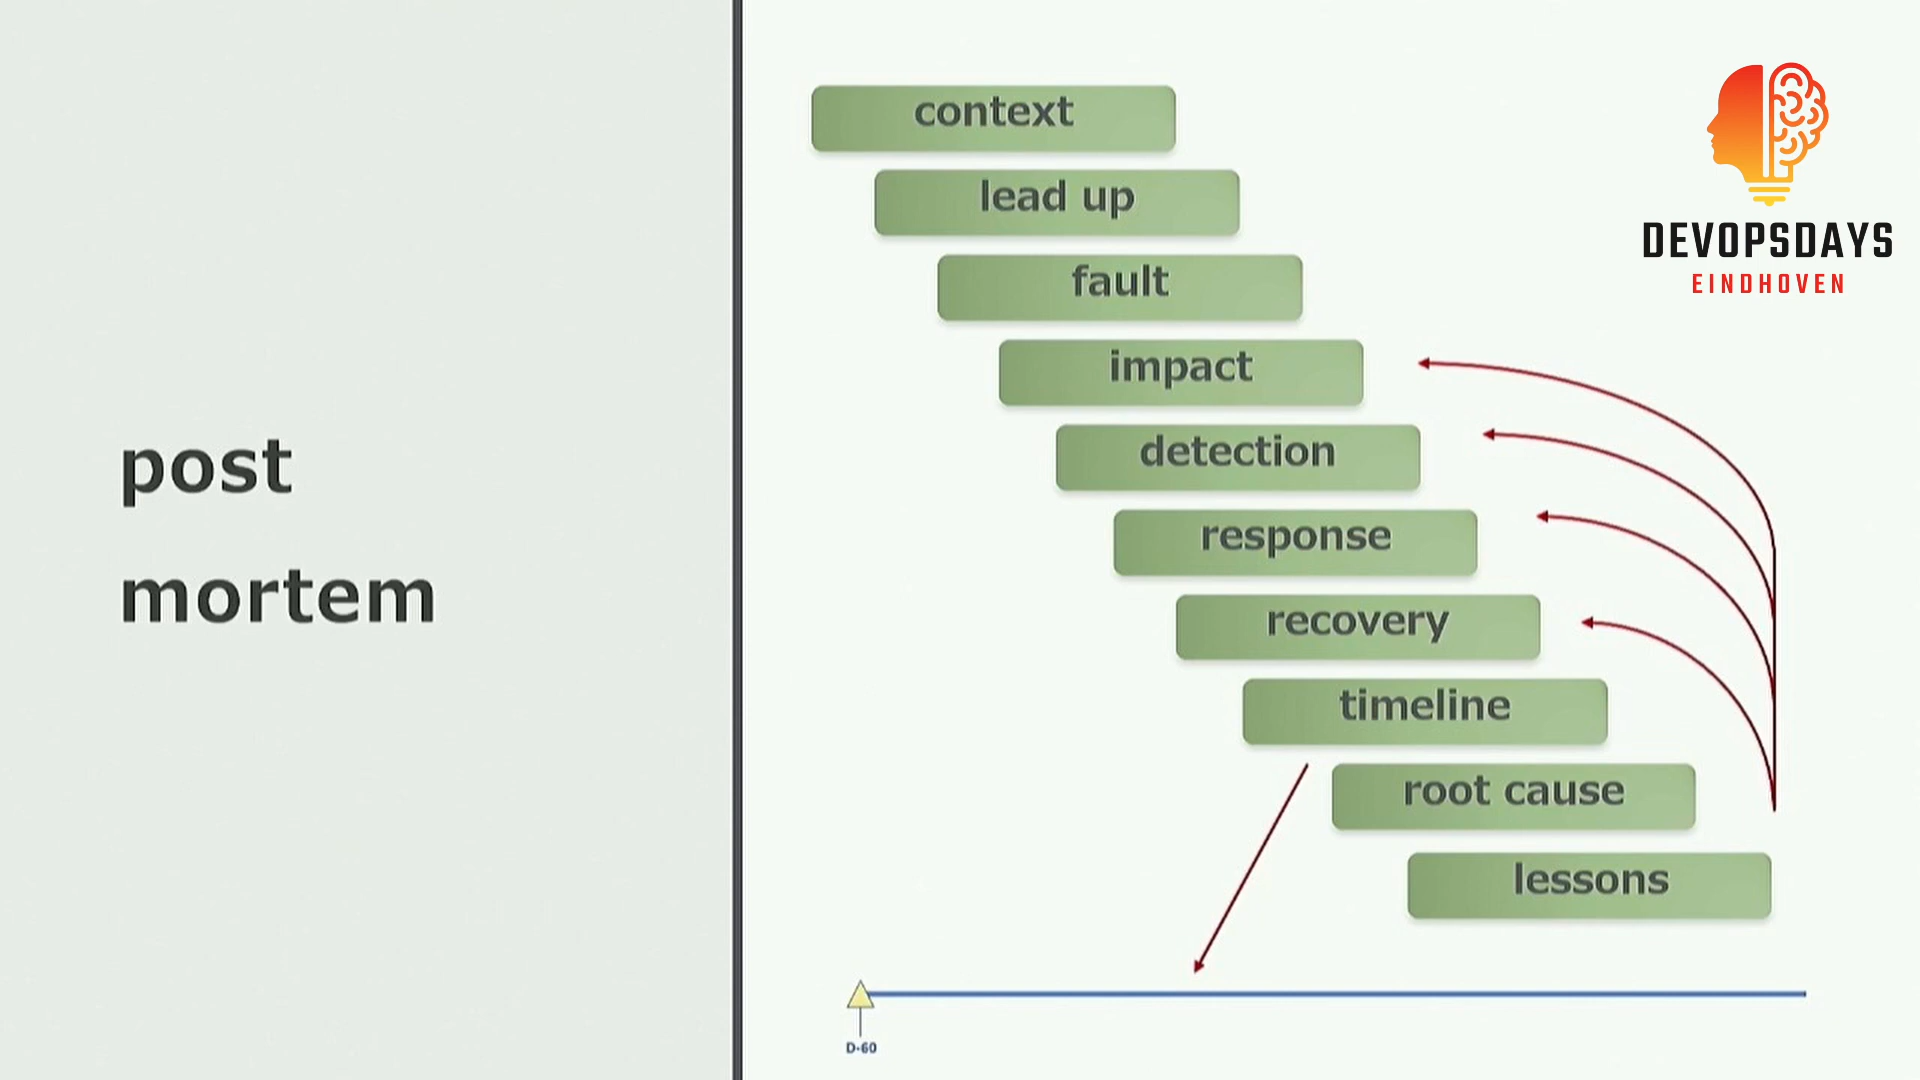 post
mortem
context
lead up
fault
impact
detection
response
recovery
timeline
root cause
lessons
D-60
DEVOPSDAYS
EINDHOVEN